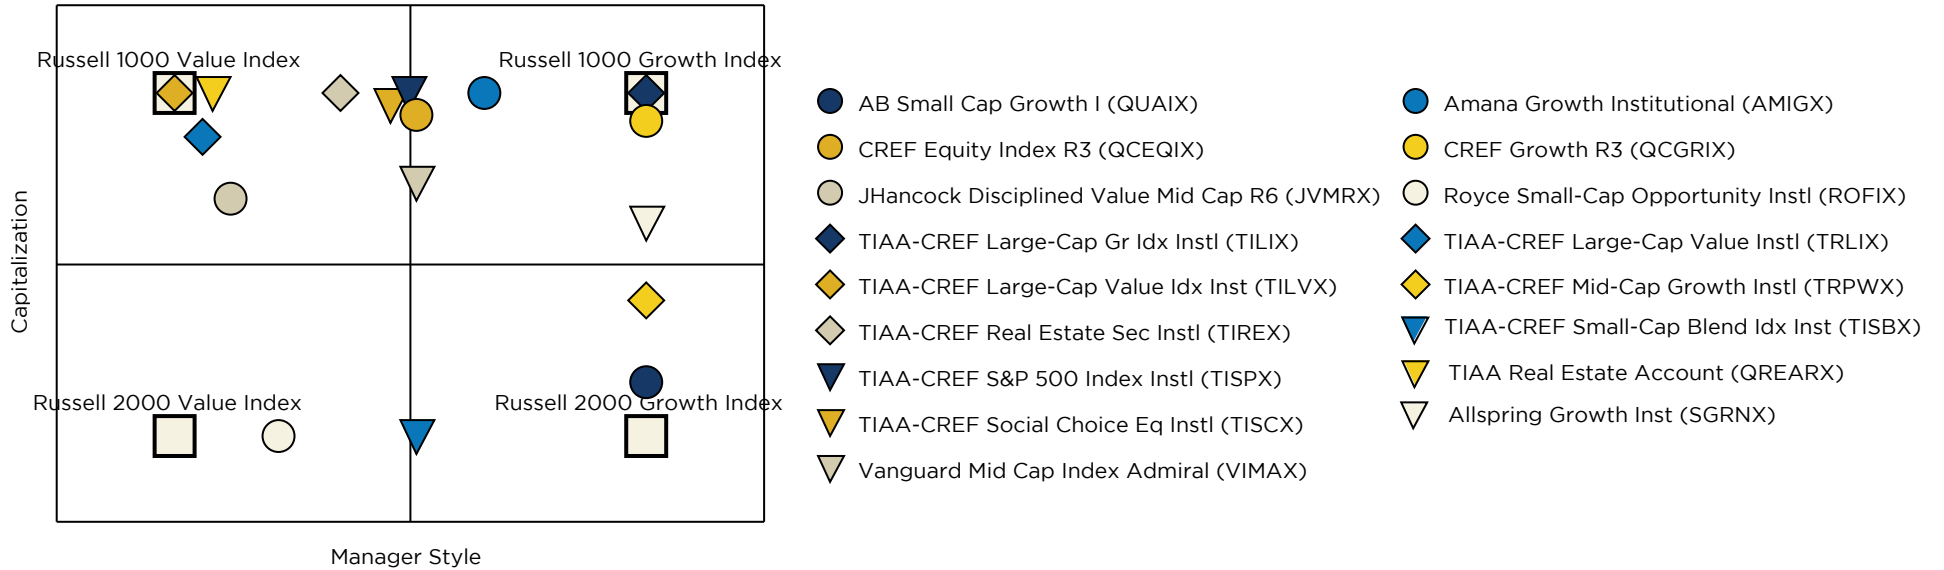 Russell 1000 Value Index
Russell 1000 Growth Index
Capitalization
Russell 2000 Value Index
Russell 2000 Growth Index
Manager Style
AB Small Cap Growth I (QUAIX)
Amana Growth Institutional (AMIGX)
CREF Equity Index R3 (QCEQIX)
CREF Growth R3 (QCGRIX)
JHancock Disciplined Value Mid Cap R6 (JVMRX)
Royce Small-Cap Opportunity Instl (ROFIX)
TIAA-CREF Large-Cap Gr Idx Instl (TILIX)
TIAA-CREF Large-Cap Value Instl (TRLIX)
TIAA-CREF Large-Cap Value Idx Inst (TILVX)
TIAA-CREF Mid-Cap Growth Instl (TRPWX)
TIAA-CREF Real Estate Sec Instl (TIREX)
TIAA-CREF Small-Cap Blend Idx Inst (TISBX)
TIAA-CREF S&P 500 Index Instl (TISPX)
TIAA Real Estate Account (QREARX)
TIAA-CREF Social Choice Eq Instl (TISCX)
Allspring Growth Inst (SGRNX)
Vanguard Mid Cap Index Admiral (VIMAX)